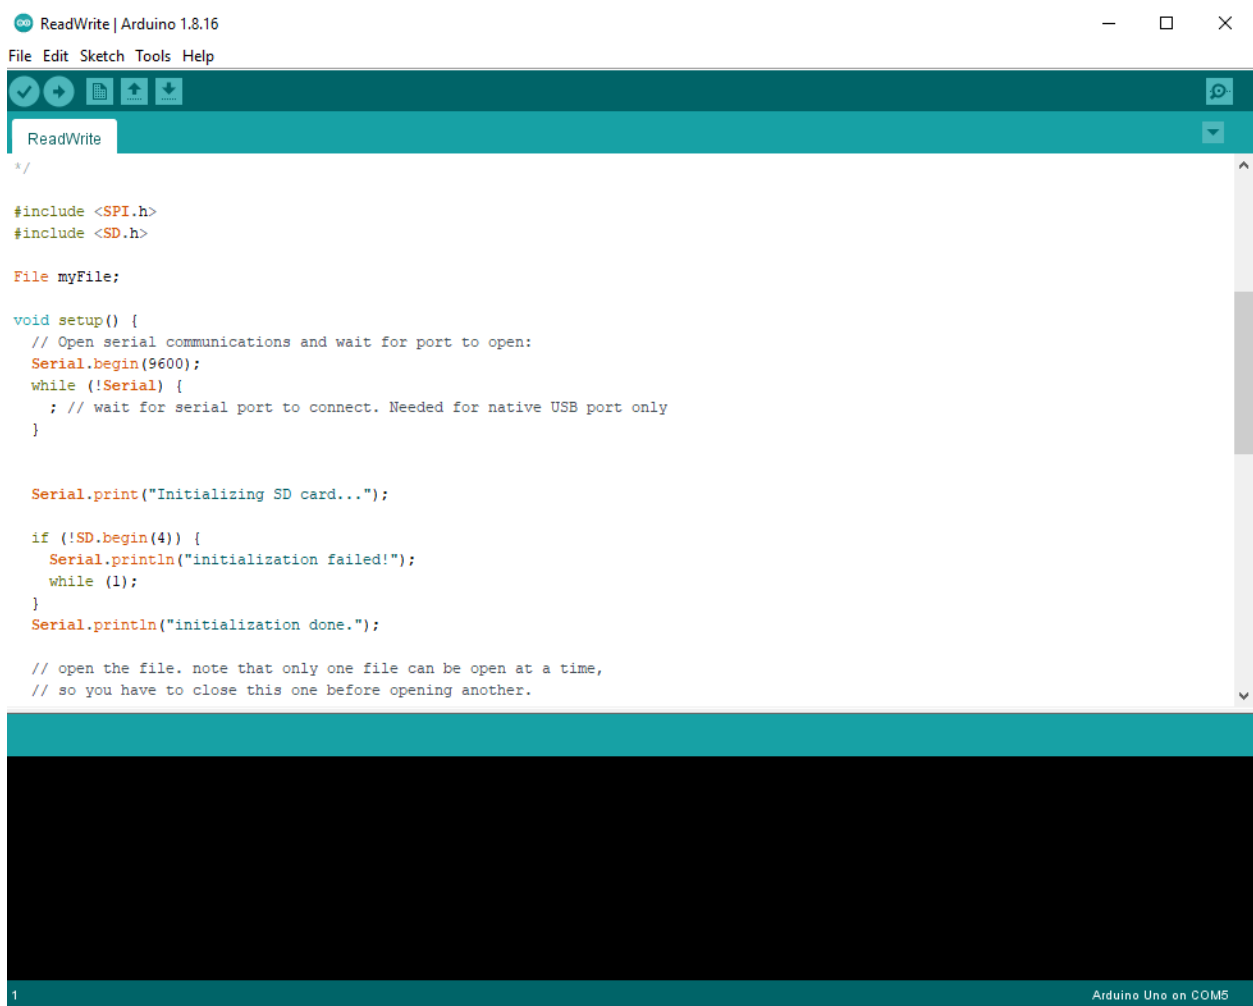 ReadWrite | Arduino 1.8.16
File Edit Sketch Tools Help
ReadWrite
*/
#include <SPI.h>
#include <SD.h>
File myFile;
void setup() {
// Open serial communications and wait for port to open:
Serial.begin(9600);
while (!Serial) {
; // wait for serial port to connect. Needed for native USB port only
}
Serial.print("Initializing SD card...");
if (!SD.begin(4)) {
Serial.println("initialization failed!");
while (1);
}
Serial.println("initialization done.");
// open the file. note that only one file can be open at a time,
// so you have to close this one before opening another.
1
Arduino Uno on COM5